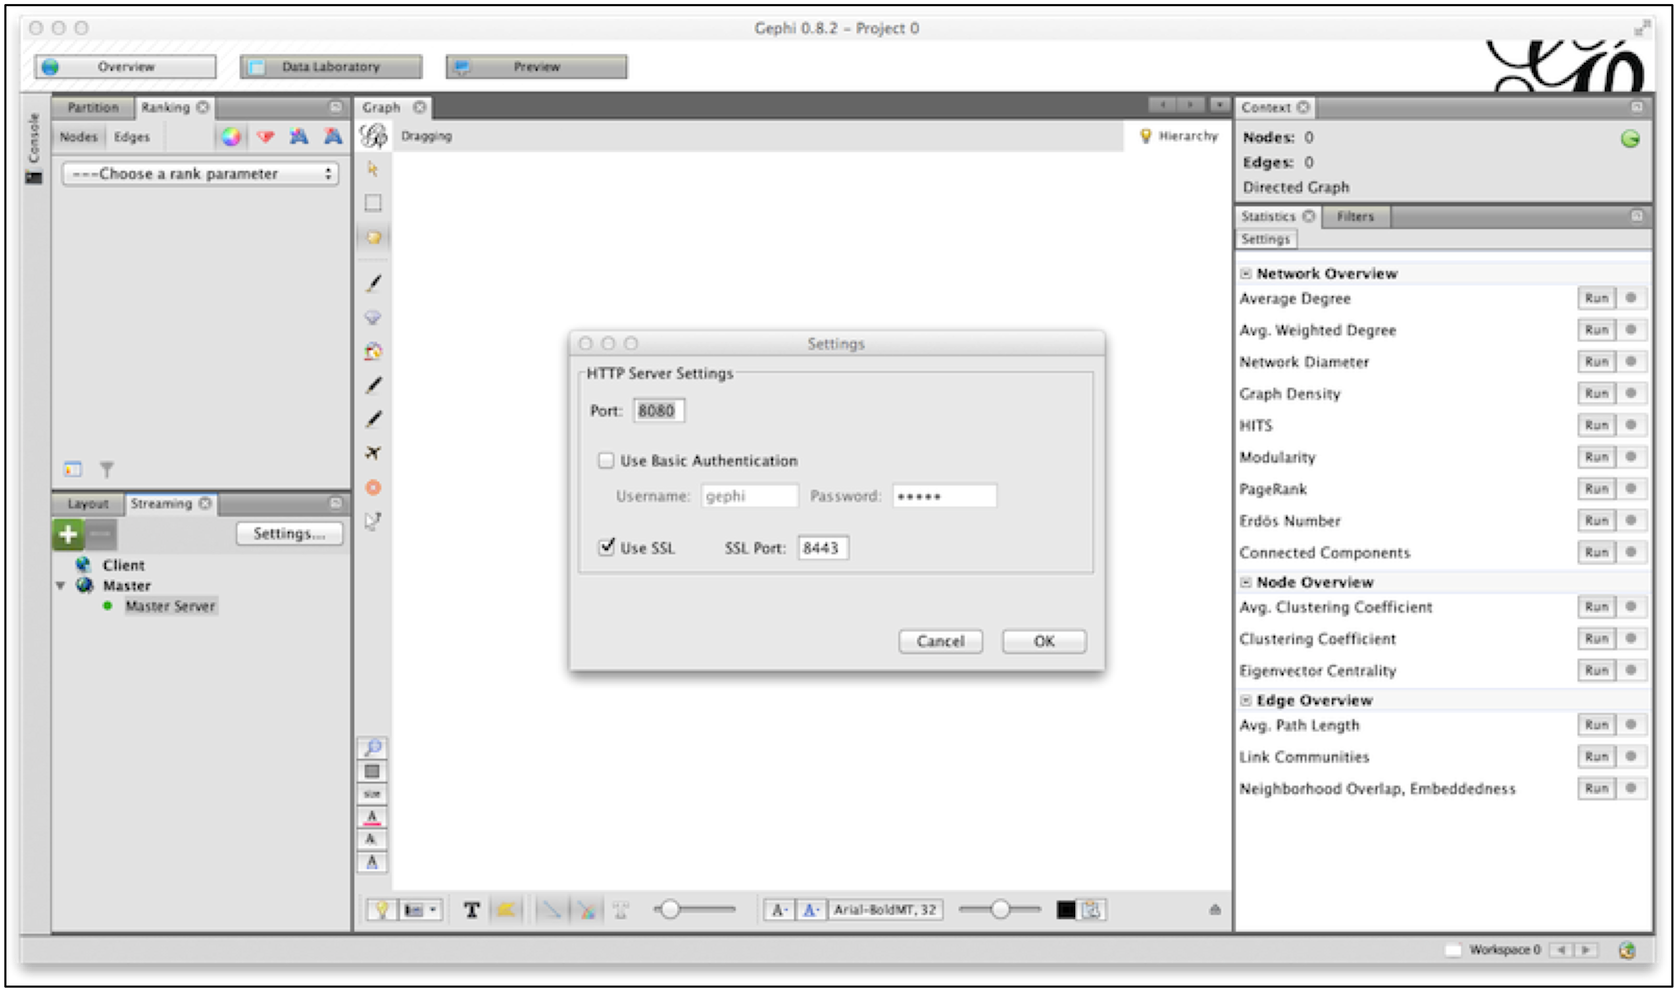 Gephi 0.8.2 – Project 0
Overview
Data Laboratory
Preview
Console
Partition
Ranking
Nodes
Edges
---Choose a rank parameter
Layout
Streaming
Settings...
Client
Master
Master Server
Graph
Dragging
Hierarchy
size
A
A
A
Settings
HTTP Server Settings
Port: 8080
Use Basic Authentication
Username: gephi
Password: •••••
Use SSL
SSL Port: 8443
Cancel
OK
T
T
A-
A-
Arial-BoldMT, 32
Context
Nodes: 0
Edges: 0
Directed Graph
Statistics
Filters
Settings
Network Overview
Average Degree Run
Avg. Weighted Degree Run
Network Diameter Run
Graph Density Run
HITS Run
Modularity Run
PageRank Run
Erdös Number Run
Connected Components Run
Node Overview
Avg. Clustering Coefficient Run
Clustering Coefficient Run
Eigenvector Centrality Run
Edge Overview
Avg. Path Length Run
Link Communities Run
Neighborhood Overlap, Embeddedness Run
Workspace 0